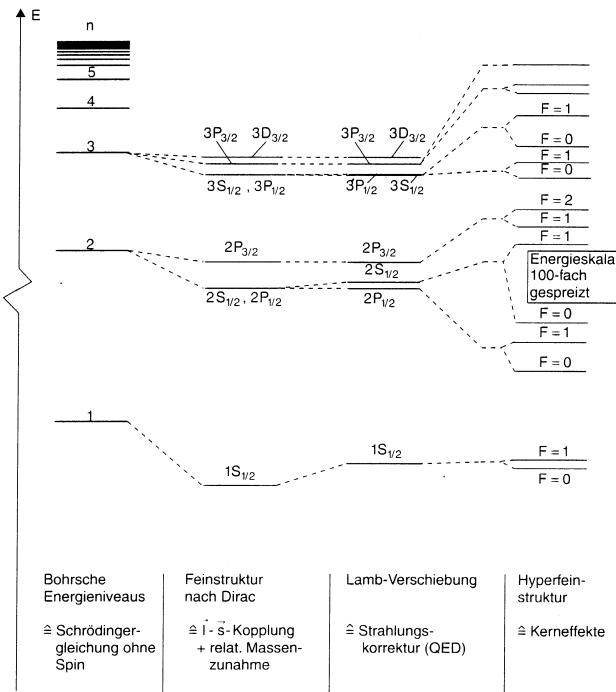 E
n
5
4
3
2
1
3P3/2 3D3/2
3S1/2 , 3P1/2
2P3/2
2S1/2 , 2P1/2
1S1/2
3P3/2 3D3/2
3P1/2 3S1/2
2P3/2
2S1/2
2P1/2
1S1/2
F = 1
F = 0
F = 1
F = 0
F = 2
F = 1
F = 1
Energieskala
100-fach
gespreizt
F = 0
F = 1
F = 0
F = 1
F = 0
Bohrsche
Energieniveaus
≙ Schrödinger-
gleichung ohne
Spin
Feinstruktur
nach Dirac
≙ l⃗ - s⃗ - Kopplung
+ relat. Massen-
zunahme
Lamb-Verschiebung
≙ Strahlungs-
korrektur (QED)
Hyperfein-
struktur
≙ Kerneffekte